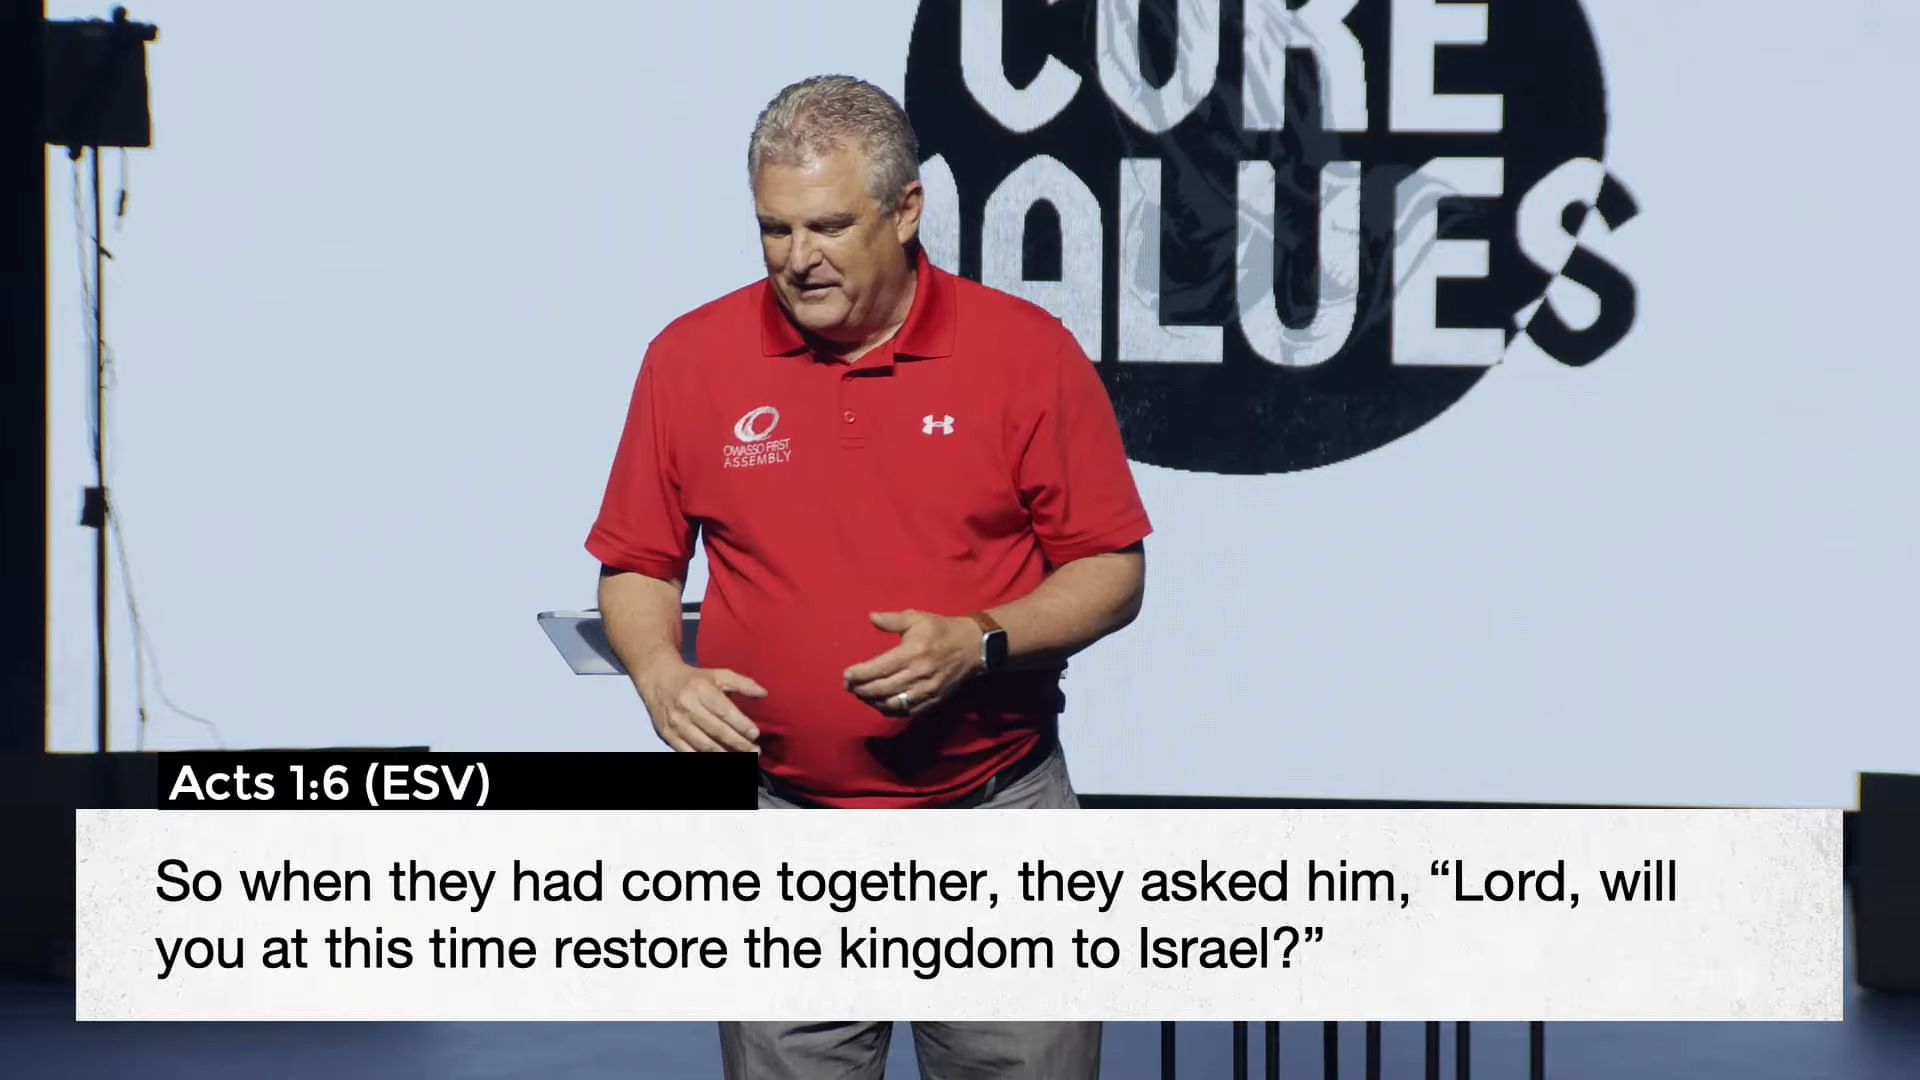 CORE
VALUES
OWASSO FIRST
ASSEMBLY
Acts 1:6 (ESV)
So when they had come together, they asked him, “Lord, will
you at this time restore the kingdom to Israel?”